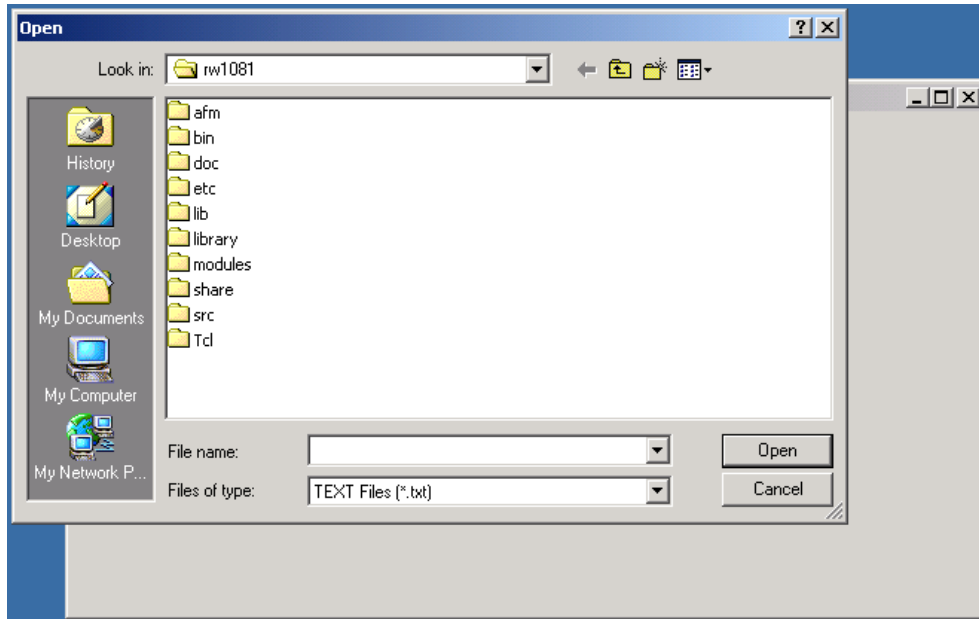 Open
Look in: rw1081
History
Desktop
My Documents
My Computer
My Network P...
afm
bin
doc
etc
lib
library
modules
share
src
Tcl
File name:
Open
Files of type: TEXT Files (*.txt)
Cancel